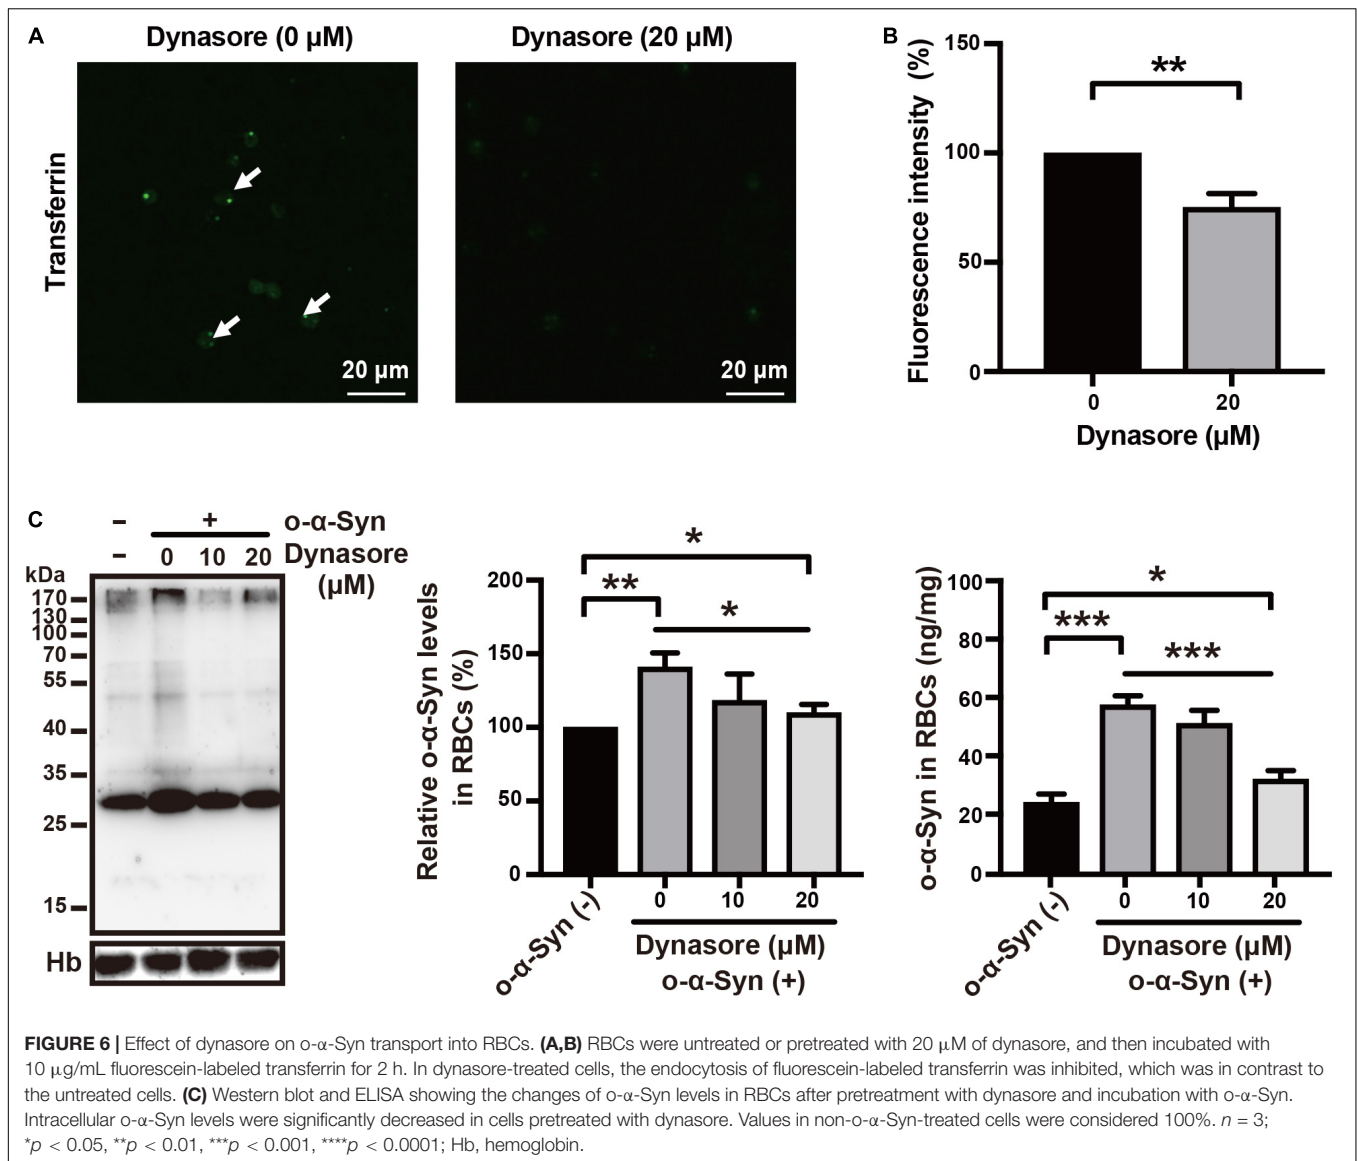 A
Dynasore (0 μM)
Dynasore (20 μM)
Transferrin
20 μm
20 μm
B
Fluorescence intensity (%)
150
100
50
0
**
0
20
Dynasore (μM)
C
– + o-α-Syn
– 0 10 20 Dynasore
(μM)
kDa
170
130
100
70
55
40
35
25
15
Hb
Relative o-α-Syn levels
in RBCs (%)
200
150
100
50
0
*
**
*
o-α-Syn (-)
0 10 20
Dynasore (μM)
o-α-Syn (+)
o-α-Syn in RBCs (ng/mg)
100
80
60
40
20
0
*
***
***
o-α-Syn (-)
0 10 20
Dynasore (μM)
o-α-Syn (+)
FIGURE 6 | Effect of dynasore on o-α-Syn transport into RBCs. (A,B) RBCs were untreated or pretreated with 20 μM of dynasore, and then incubated with
10 μg/mL fluorescein-labeled transferrin for 2 h. In dynasore-treated cells, the endocytosis of fluorescein-labeled transferrin was inhibited, which was in contrast to
the untreated cells. (C) Western blot and ELISA showing the changes of o-α-Syn levels in RBCs after pretreatment with dynasore and incubation with o-α-Syn.
Intracellular o-α-Syn levels were significantly decreased in cells pretreated with dynasore. Values in non-o-α-Syn-treated cells were considered 100%. n = 3;
*p < 0.05, **p < 0.01, ***p < 0.001, ****p < 0.0001; Hb, hemoglobin.